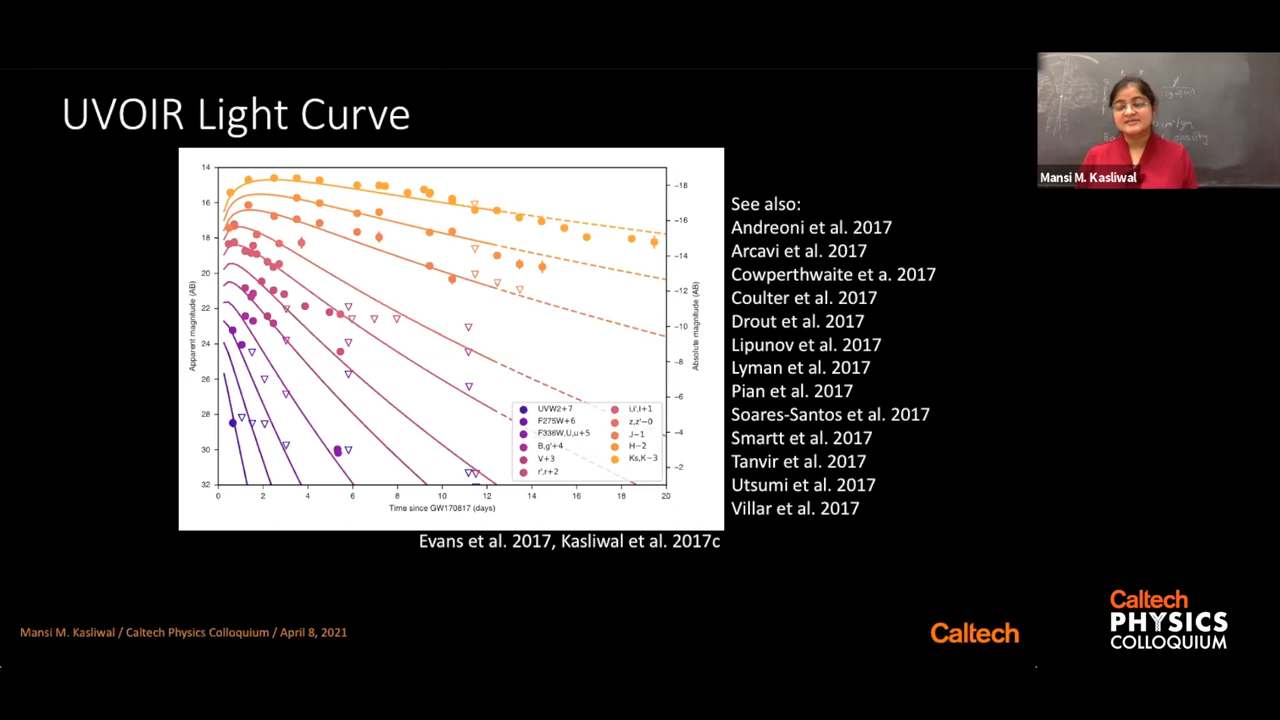 UVOIR Light Curve
Mansi M. Kasliwal
See also:
Andreoni et al. 2017
Arcavi et al. 2017
Cowperthwaite et a. 2017
Coulter et al. 2017
Drout et al. 2017
Lipunov et al. 2017
Lyman et al. 2017
Pian et al. 2017
Soares-Santos et al. 2017
Smartt et al. 2017
Tanvir et al. 2017
Utsumi et al. 2017
Villar et al. 2017
14
16
18
20
22
24
26
28
30
32
Apparent magnitude (AB)
−18
−16
−14
−12
−10
−8
−6
−4
−2
Absolute magnitude (AB)
UVW2+7
F275W+6
F336W,U,u+5
B,g'+4
V+3
r',r+2
i,i',I+1
z,z'−0
J−1
H−2
Ks,K−3
0 2 4 6 8 10 12 14 16 18 20
Time since GW170817 (days)
Evans et al. 2017, Kasliwal et al. 2017c
Mansi M. Kasliwal / Caltech Physics Colloquium / April 8, 2021
Caltech
Caltech
PHYSICS
COLLOQUIUM